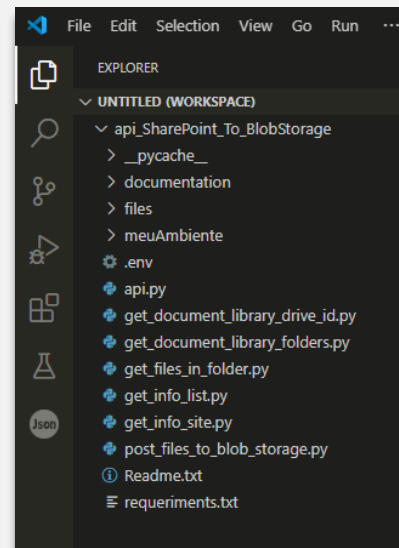 File Edit Selection View Go Run ...
EXPLORER
UNTITLED (WORKSPACE)
api_SharePoint_To_BlobStorage
__pycache__
documentation
files
meuAmbiente
.env
api.py
get_document_library_drive_id.py
get_document_library_folders.py
get_files_in_folder.py
get_info_list.py
get_info_site.py
post_files_to_blob_storage.py
Readme.txt
requeriments.txt
Json